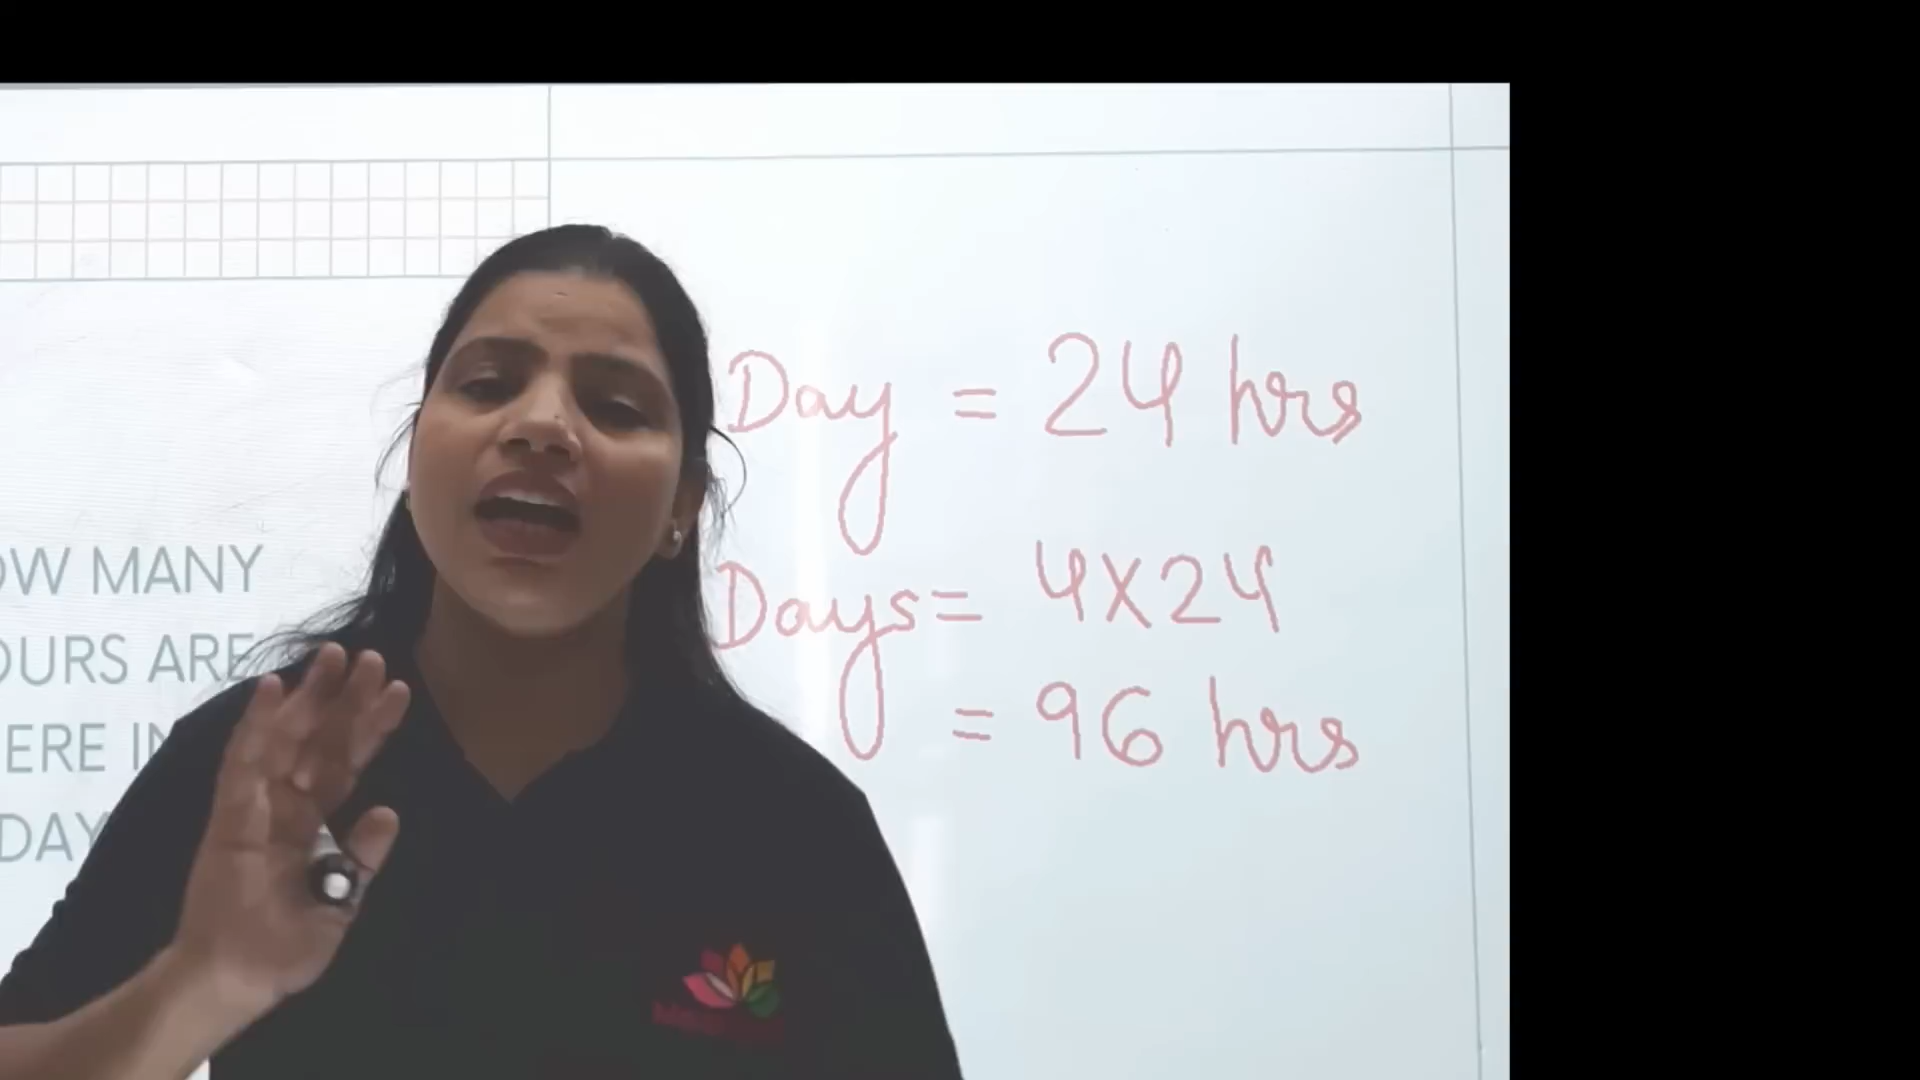 OW MANY
OURS ARE
ERE IN
DAY
Day = 24 hrs
Days = 4x24
= 96 hrs